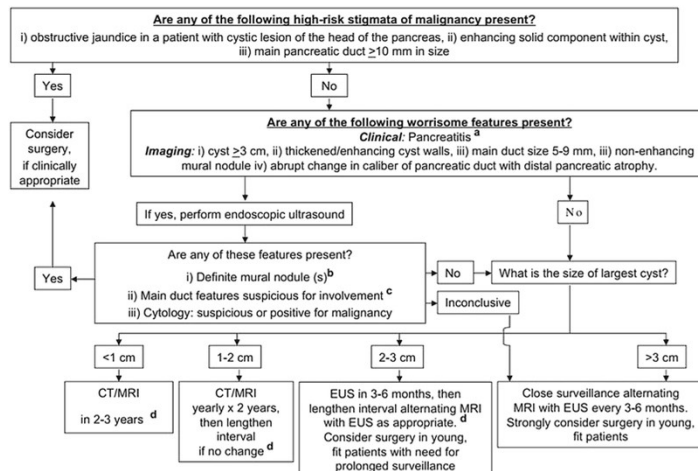 Are any of the following high-risk stigmata of malignancy present?
i) obstructive jaundice in a patient with cystic lesion of the head of the pancreas, ii) enhancing solid component within cyst,
iii) main pancreatic duct ≥10 mm in size
Yes
No
Consider
surgery,
if clinically
appropriate
Are any of the following worrisome features present?
Clinical: Pancreatitis a
Imaging: i) cyst ≥3 cm, ii) thickened/enhancing cyst walls, iii) main duct size 5-9 mm, iii) non-enhancing
mural nodule iv) abrupt change in caliber of pancreatic duct with distal pancreatic atrophy.
If yes, perform endoscopic ultrasound
No
Are any of these features present?
i) Definite mural nodule (s) b
ii) Main duct features suspicious for involvement c
iii) Cytology: suspicious or positive for malignancy
Yes
No
What is the size of largest cyst?
Inconclusive
<1 cm
1-2 cm
2-3 cm
>3 cm
CT/MRI
in 2-3 years d
CT/MRI
yearly x 2 years,
then lengthen
interval
if no change d
EUS in 3-6 months, then
lengthen interval alternating MRI
with EUS as appropriate. d
Consider surgery in young,
fit patients with need for
prolonged surveillance
Close surveillance alternating
MRI with EUS every 3-6 months.
Strongly consider surgery in young,
fit patients